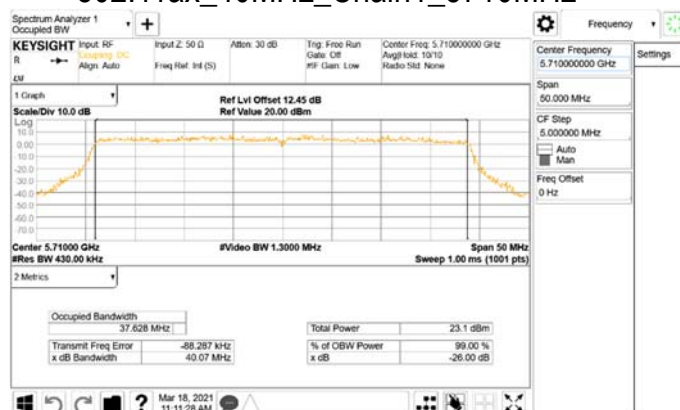 Spectrum Analyzer 1
Occupied BW
Frequency
KEYSIGHT Input: RF
R
Coupling: DC
Align: Auto
Input Z: 50 Ω
Freq Ref: Int (S)
Atten: 30 dB
Trig: Free Run
Gate: Off
#IF Gain: Low
Center Freq: 5.710000000 GHz
Avg|Hold: 10/10
Radio Std: None
Center Frequency
5.710000000 GHz
Settings
Span
50.000 MHz
CF Step
5.000000 MHz
Auto
Man
Freq Offset
0 Hz
1 Graph
Scale/Div 10.0 dB
Ref Lvl Offset 12.45 dB
Ref Value 20.00 dBm
Log
10.0
0.00
-10.0
-20.0
-30.0
-40.0
-50.0
-60.0
-70.0
Center 5.71000 GHz
#Video BW 1.3000 MHz
Span 50 MHz
#Res BW 430.00 kHz
Sweep 1.00 ms (1001 pts)
2 Metrics
Occupied Bandwidth
37.628 MHz
Total Power 23.1 dBm
Transmit Freq Error -88.287 kHz
% of OBW Power 99.00 %
x dB Bandwidth 40.07 MHz
x dB -26.00 dB
Mar 18, 2021
11:11:28 AM